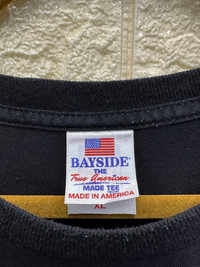 BAYSIDE
THE
True American
MADE TEE
MADE IN AMERICA
XL